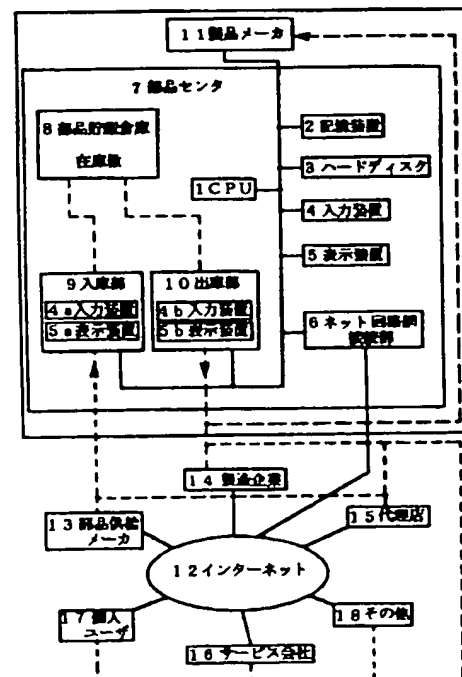 11製品メーカ
7部品センタ
8部品貯蔵倉庫
在庫数
2記憶装置
3ハードディスク
1CPU
4入力装置
5表示装置
9入庫部
4a入力装置
5a表示装置
10出庫部
4b入力装置
5b表示装置
6ネット回路網
接続部
14製造企業
13部品供給
メーカ
15代理店
12インターネット
17個人
ユーザ
18その他
16サービス会社